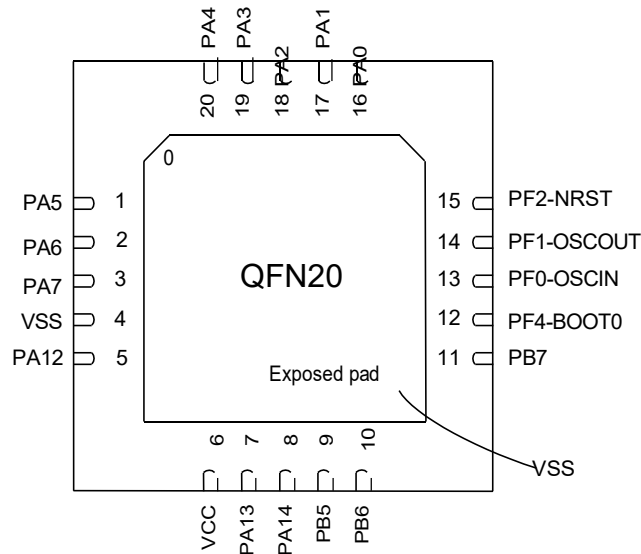 PA4
PA3
PA2
PA1
PA0
20
19
18
17
16
0
PA5 1
15 PF2-NRST
PA6 2
14 PF1-OSCOUT
PA7 3
QFN20
13 PF0-OSCIN
VSS 4
12 PF4-BOOT0
PA12 5
11 PB7
Exposed pad
6
7
8
9
10
VSS
VCC
PA13
PA14
PB5
PB6